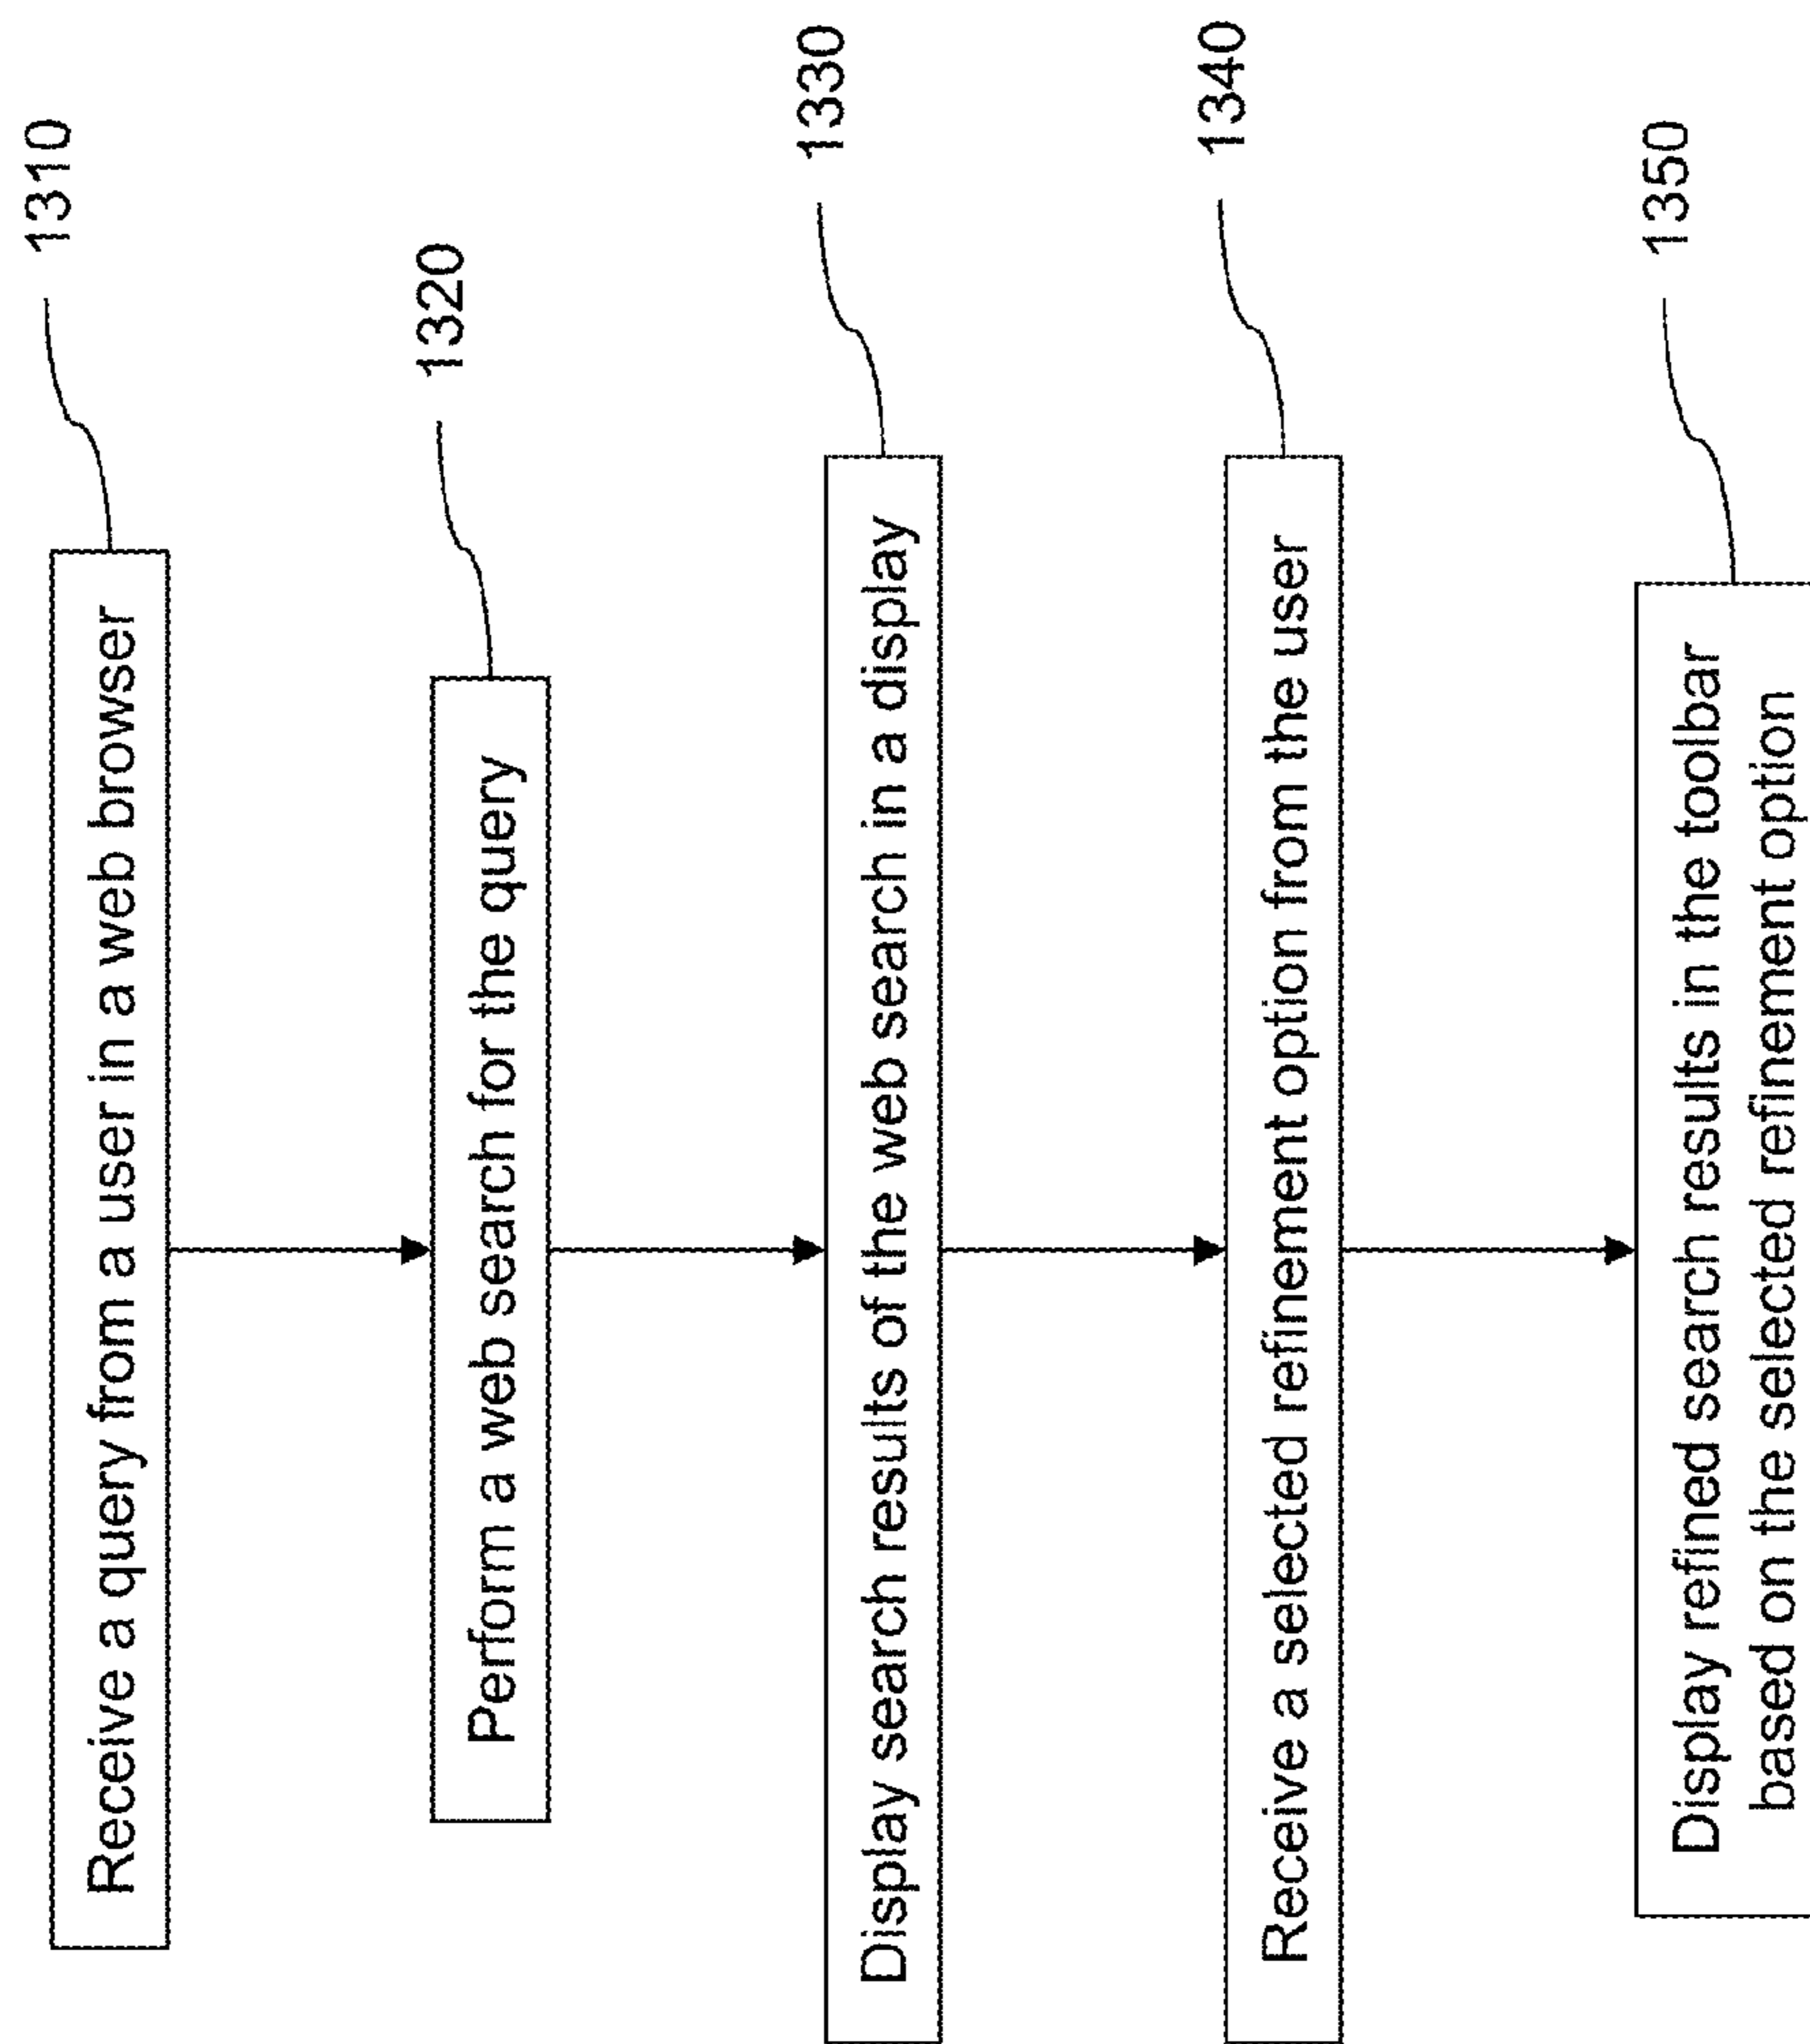 Receive a query from a user in a web browser
1310
Perform a web search for the query
1320
Display search results of the web search in a display
1330
Receive a selected refinement option from the user
1340
Display refined search results in the toolbar
based on the selected refinement option
1350